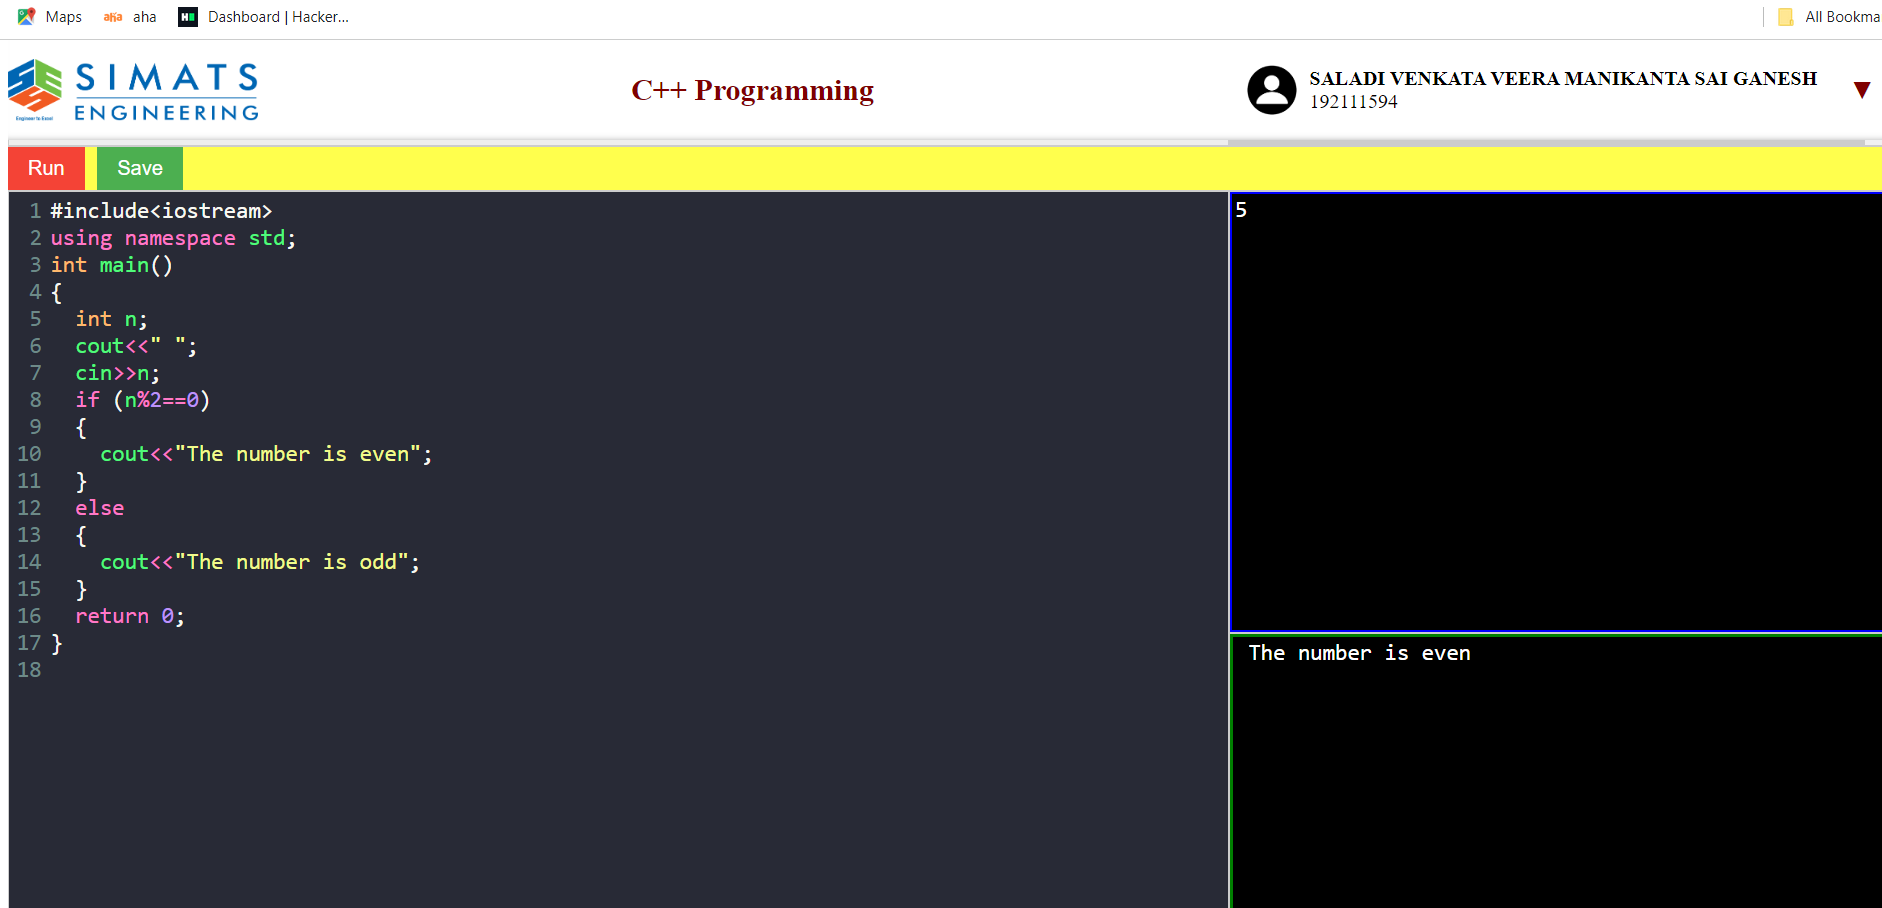 Maps aha Dashboard | Hacker... All Bookma
SIMATS
ENGINEERING
Engineer to Excel
C++ Programming
SALADI VENKATA VEERA MANIKANTA SAI GANESH
192111594
Run Save
1 #include<iostream>
2 using namespace std;
3 int main()
4 {
5   int n;
6   cout<<" ";
7   cin>>n;
8   if (n%2==0)
9   {
10     cout<<"The number is even";
11   }
12   else
13   {
14     cout<<"The number is odd";
15   }
16   return 0;
17 }
18
5
The number is even